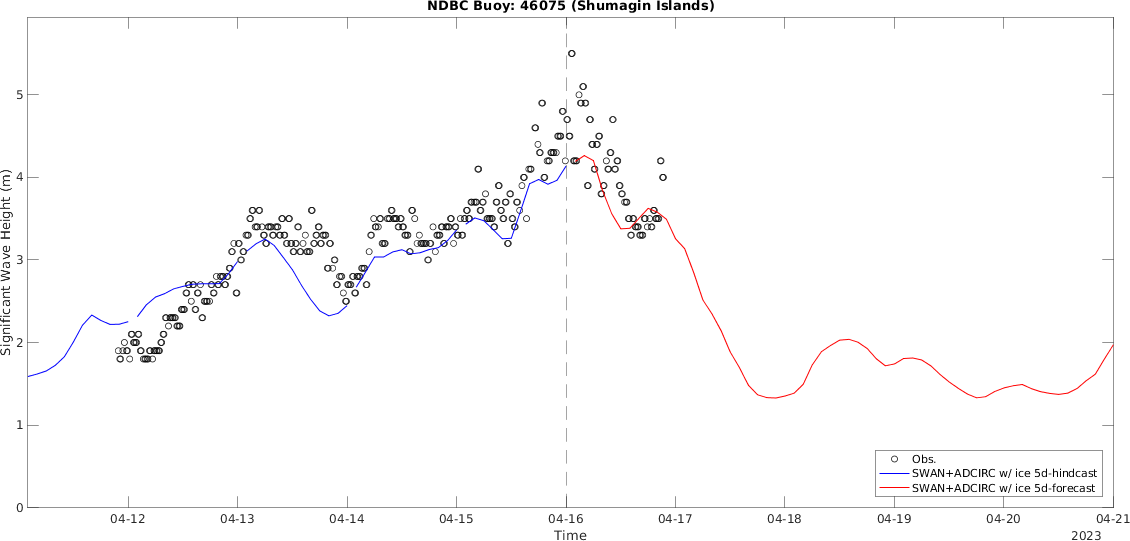 NDBC Buoy: 46075 (Shumagin Islands)
Significant Wave Height (m)
5
4
3
2
1
0
Obs.
SWAN+ADCIRC w/ ice 5d-hindcast
SWAN+ADCIRC w/ ice 5d-forecast
04-12 04-13 04-14 04-15 04-16 04-17 04-18 04-19 04-20 04-21
Time
2023